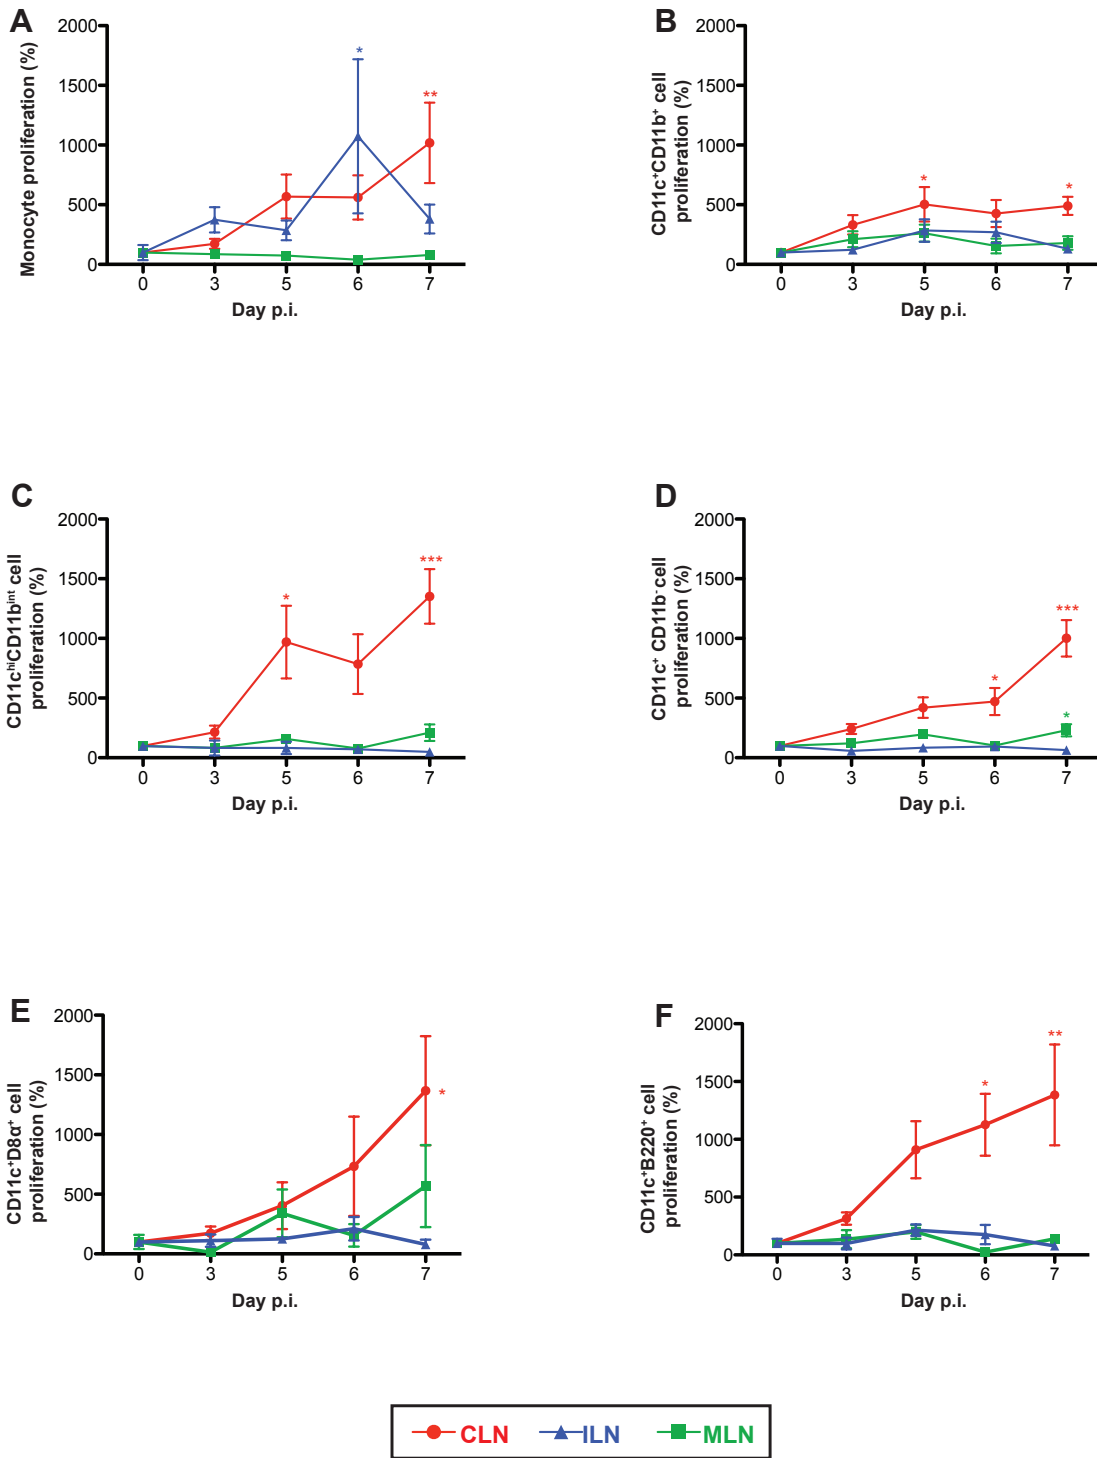 A
Monocyte proliferation (%)
2000
1500
1000
500
0
*
**
0 3 5 6 7
Day p.i.
B
CD11c⁺CD11b⁺ cell
proliferation (%)
2000
1500
1000
500
0
*
*
0 3 5 6 7
Day p.i.
C
CD11cʰⁱCD11bⁱⁿᵗ cell
proliferation (%)
2000
1500
1000
500
0
*
***
0 3 5 6 7
Day p.i.
D
CD11c⁺ CD11b⁻cell
proliferation (%)
2000
1500
1000
500
0
*
***
*
0 3 5 6 7
Day p.i.
E
CD11c⁺D8α⁺ cell
proliferation (%)
2000
1500
1000
500
0
*
0 3 5 6 7
Day p.i.
F
CD11c⁺B220⁺ cell
proliferation (%)
2000
1500
1000
500
0
*
**
0 3 5 6 7
Day p.i.
CLN ILN MLN